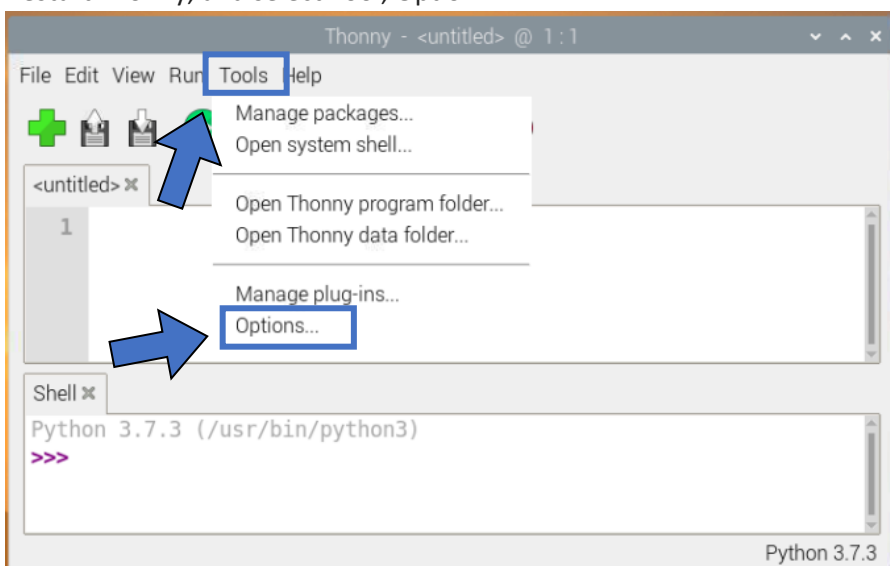 Thonny - <untitled> @ 1:1
File Edit View Run Tools Help
Manage packages...
Open system shell...
<untitled>
Open Thonny program folder...
1
Open Thonny data folder...
Manage plug-ins...
Options...
Shell
Python 3.7.3 (/usr/bin/python3)
>>>
Python 3.7.3